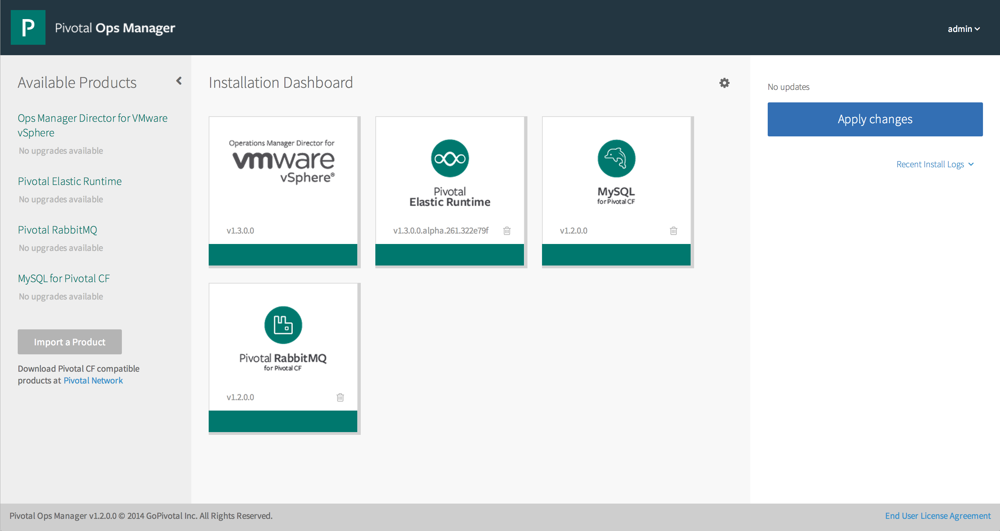 P
Pivotal Ops Manager
admin
Available Products
Ops Manager Director for VMware
vSphere
No upgrades available
Pivotal Elastic Runtime
No upgrades available
Pivotal RabbitMQ
No upgrades available
MySQL for Pivotal CF
No upgrades available
Import a Product
Download Pivotal CF compatible
products at Pivotal Network
Installation Dashboard
Operations Manager Director for
vmware
vSphere®
v1.3.0.0
Pivotal
Elastic Runtime
v1.3.0.0.alpha.261.322e79f
MySQL
for Pivotal CF
v1.2.0.0
Pivotal RabbitMQ
for Pivotal CF
v1.2.0.0
No updates
Apply changes
Recent Install Logs
Pivotal Ops Manager v1.2.0.0 © 2014 GoPivotal Inc. All Rights Reserved.
End User License Agreement